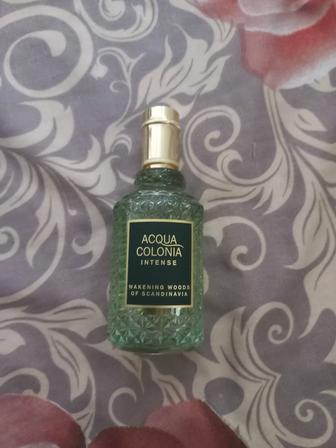 ACQUA
COLONIA
INTENSE
WAKENING WOODS
OF SCANDINAVIA